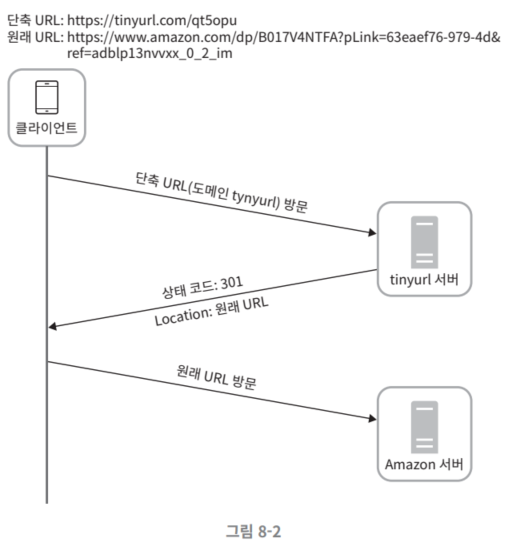 단축 URL: https://tinyurl.com/qt5opu
원래 URL: https://www.amazon.com/dp/B017V4NTFA?pLink=63eaef76-979-4d&
ref=adblp13nvvxx_0_2_im
클라이언트
단축 URL(도메인 tynyurl) 방문
tinyurl 서버
상태 코드: 301
Location: 원래 URL
원래 URL 방문
Amazon 서버
그림 8-2